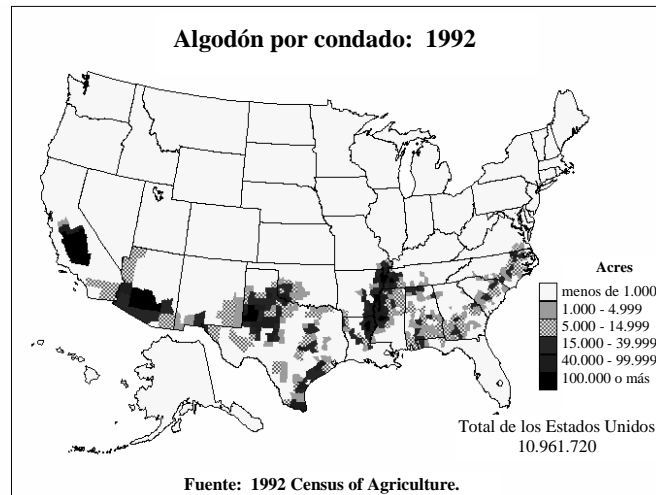 Algodón por condado: 1992
Acres
menos de 1.000
1.000 - 4.999
5.000 - 14.999
15.000 - 39.999
40.000 - 99.999
100.000 o más
Total de los Estados Unidos
10.961.720
Fuente: 1992 Census of Agriculture.